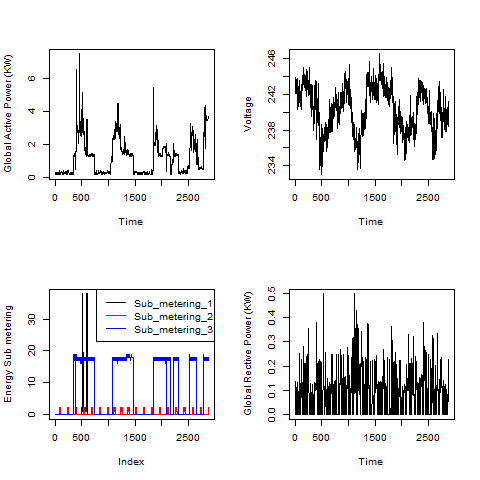 Global Active Power (KW)
0 2 4 6
0 500 1500 2500
Time
Voltage
234 238 242 246
0 500 1500 2500
Time
Energy Sub metering
0 10 20 30
Sub_metering_1
Sub_metering_2
Sub_metering_3
0 500 1500 2500
Index
Global Rective Power (KW)
0.0 0.1 0.2 0.3 0.4 0.5
0 500 1500 2500
Time